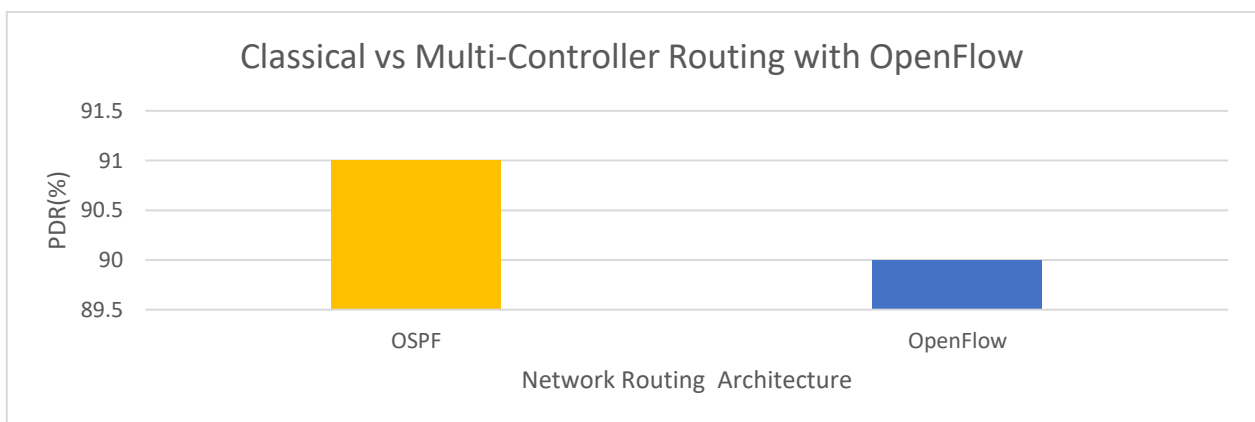 Classical vs Multi-Controller Routing with OpenFlow
91.5
91
90.5
90
89.5
PDR(%)
OSPF
OpenFlow
Network Routing  Architecture